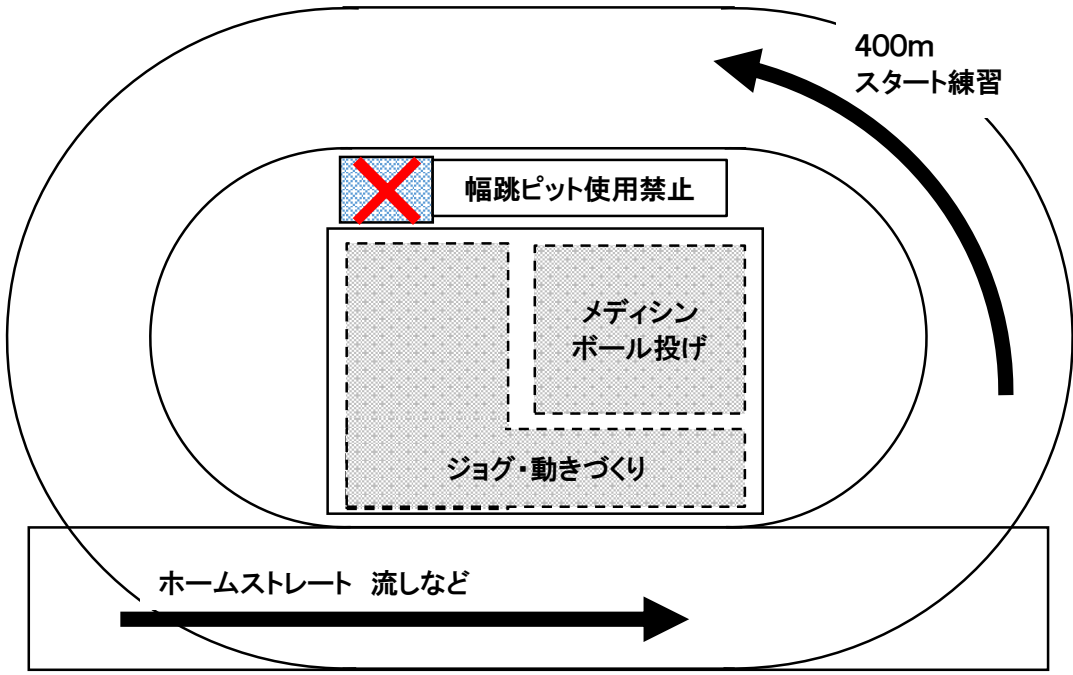 400m
スタート練習
幅跳ピット使用禁止
メディシン
ボール投げ
ジョグ・動きづくり
ホームストレート　流しなど